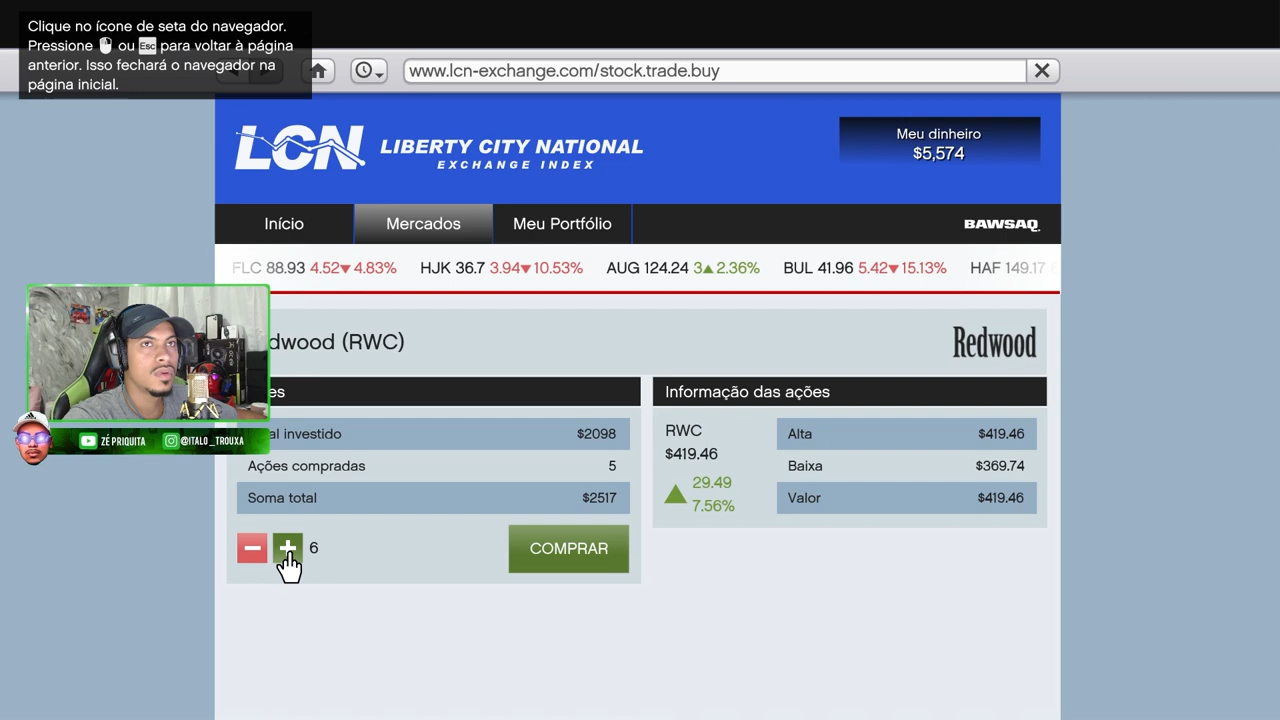 Clique no ícone de seta do navegador.
Pressione ou Esc para voltar à página
anterior. Isso fechará o navegador na
página inicial.
www.lcn-exchange.com/stock.trade.buy
LCN LIBERTY CITY NATIONAL
EXCHANGE INDEX
Meu dinheiro
$5,574
Início Mercados Meu Portfólio BAWSAQ
FLC 88.93 4.52▼4.83% HJK 36.7 3.94▼10.53% AUG 124.24 3▲2.36% BUL 41.96 5.42▼15.13% HAF 149.17
dwood (RWC) Redwood
es
al investido $2098
Ações compradas 5
Soma total $2517
6 COMPRAR
Informação das ações
RWC
$419.46
29.49
7.56%
Alta $419.46
Baixa $369.74
Valor $419.46
ZÉ PRIQUITA @ITALO_TROUXA